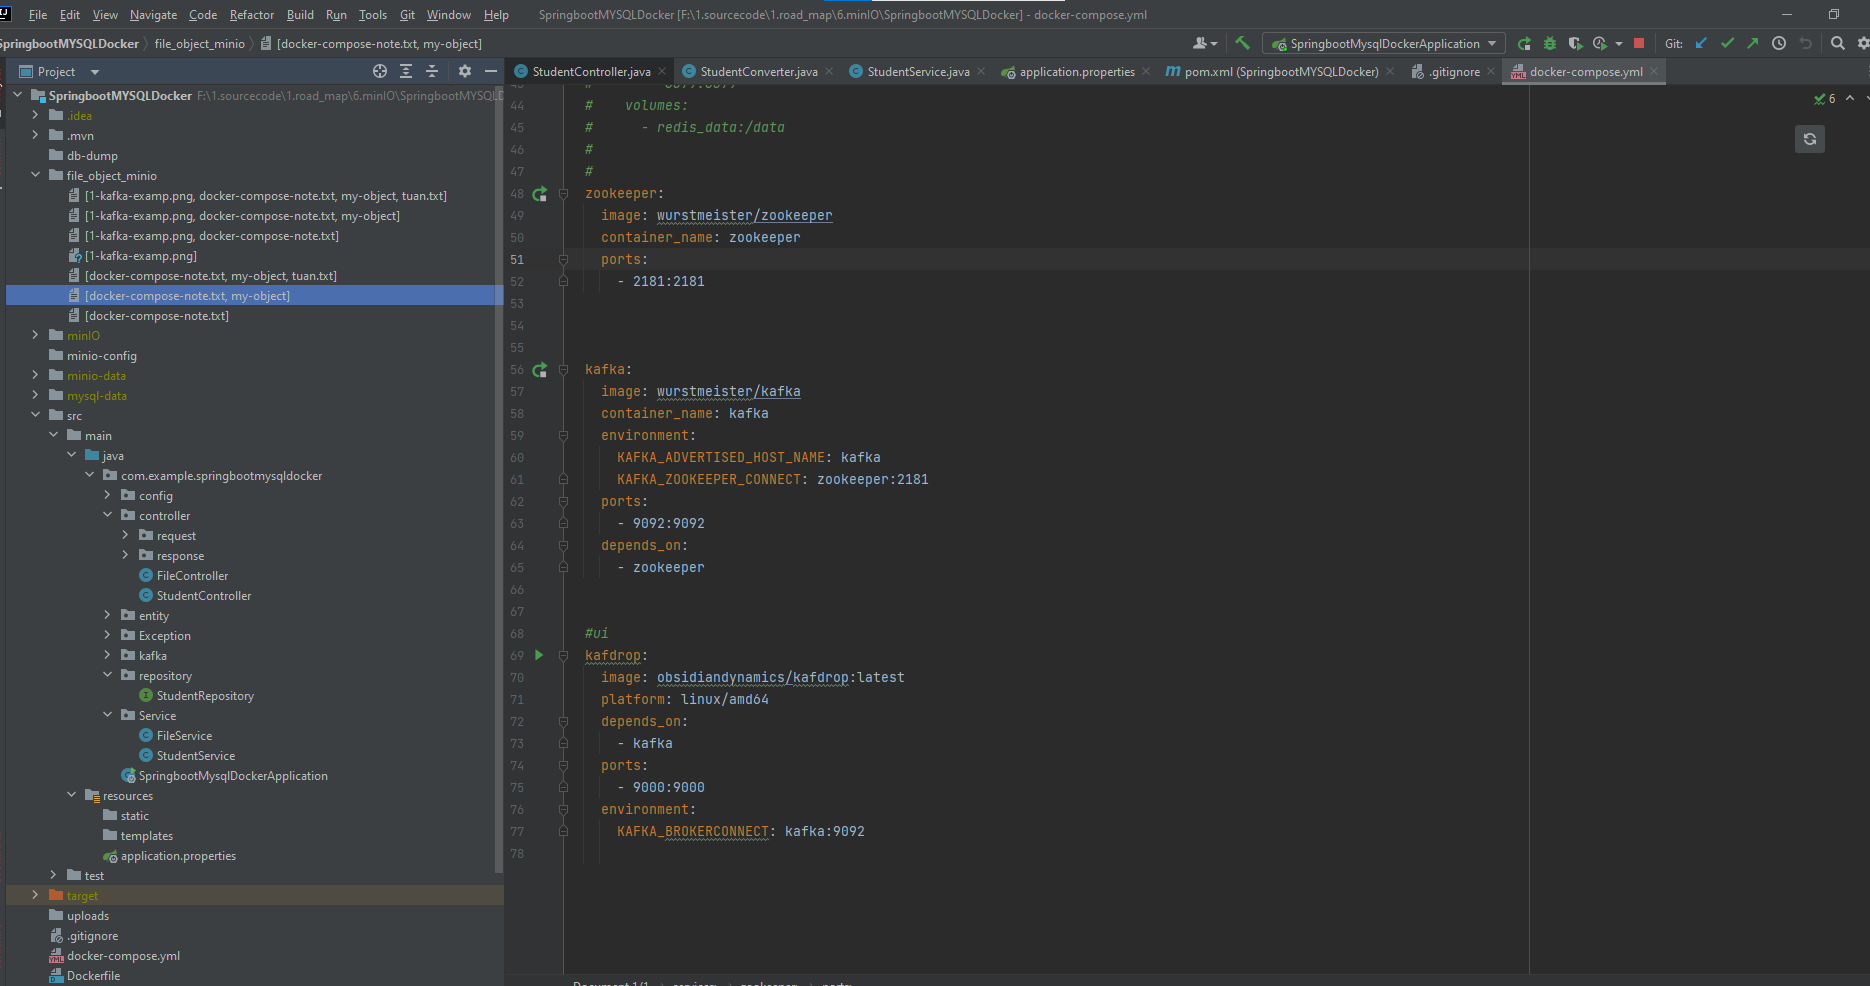 File Edit View Navigate Code Refactor Build Run Tools Git Window Help SpringbootMYSQLDocker [F:\1.sourcecode\1.road_map\6.minIO\SpringbootMYSQLDocker] - docker-compose.yml
SpringbootMYSQLDocker file_object_minio [docker-compose-note.txt, my-object] SpringbootMysqlDockerApplication Git:
Project StudentController.java StudentConverter.java StudentService.java application.properties pom.xml (SpringbootMYSQLDocker) .gitignore docker-compose.yml
SpringbootMYSQLDocker F:\1.sourcecode\1.road_map\6.minIO\SpringbootMYSQLD
.idea
.mvn
db-dump
file_object_minio
[1-kafka-examp.png, docker-compose-note.txt, my-object, tuan.txt]
[1-kafka-examp.png, docker-compose-note.txt, my-object]
[1-kafka-examp.png, docker-compose-note.txt]
[1-kafka-examp.png]
[docker-compose-note.txt, my-object, tuan.txt]
[docker-compose-note.txt, my-object]
[docker-compose-note.txt]
minIO
minio-config
minio-data
mysql-data
src
main
java
com.example.springbootmysqldocker
config
controller
request
response
FileController
StudentController
entity
Exception
kafka
repository
StudentRepository
Service
FileService
StudentService
SpringbootMysqlDockerApplication
resources
static
templates
application.properties
test
target
uploads
.gitignore
docker-compose.yml
Dockerfile
6
44 # volumes:
45 # - redis_data:/data
46 #
47 #
48 zookeeper:
49 image: wurstmeister/zookeeper
50 container_name: zookeeper
51 ports:
52 - 2181:2181
53
54
55
56 kafka:
57 image: wurstmeister/kafka
58 container_name: kafka
59 environment:
60 KAFKA_ADVERTISED_HOST_NAME: kafka
61 KAFKA_ZOOKEEPER_CONNECT: zookeeper:2181
62 ports:
63 - 9092:9092
64 depends_on:
65 - zookeeper
66
67
68 #ui
69 kafdrop:
70 image: obsidiandynamics/kafdrop:latest
71 platform: linux/amd64
72 depends_on:
73 - kafka
74 ports:
75 - 9000:9000
76 environment:
77 KAFKA_BROKERCONNECT: kafka:9092
78